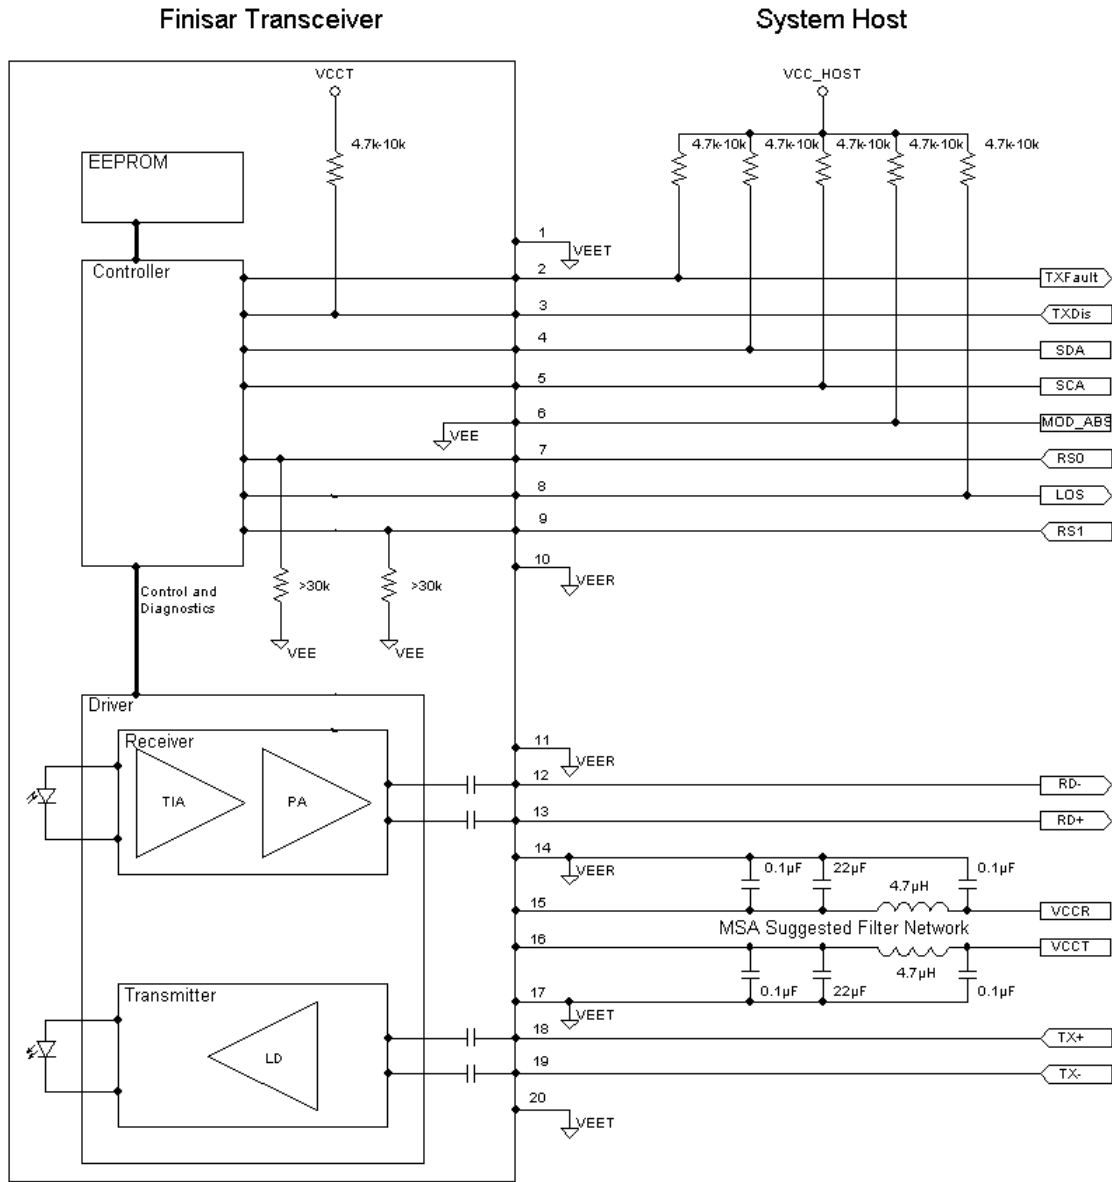 Finisar Transceiver
System Host
VCCT
VCC_HOST
4.7k-10k
4.7k-10k 4.7k-10k 4.7k-10k 4.7k-10k 4.7k-10k
EEPROM
1
VEET
Controller
2
TXFault
3
TXDis
4
SDA
5
SCA
6
VEE
MOD_ABS
7
RS0
8
LOS
9
RS1
10
VEER
Control and
Diagnostics
>30k
>30k
VEE
VEE
Driver
Receiver
TIA
PA
11
VEER
12
RD-
13
RD+
14
VEER
0.1µF
22µF
4.7µH
0.1µF
15
VCCR
MSA Suggested Filter Network
16
VCCT
4.7µH
0.1µF
22µF
0.1µF
17
VEET
Transmitter
LD
18
TX+
19
TX-
20
VEET